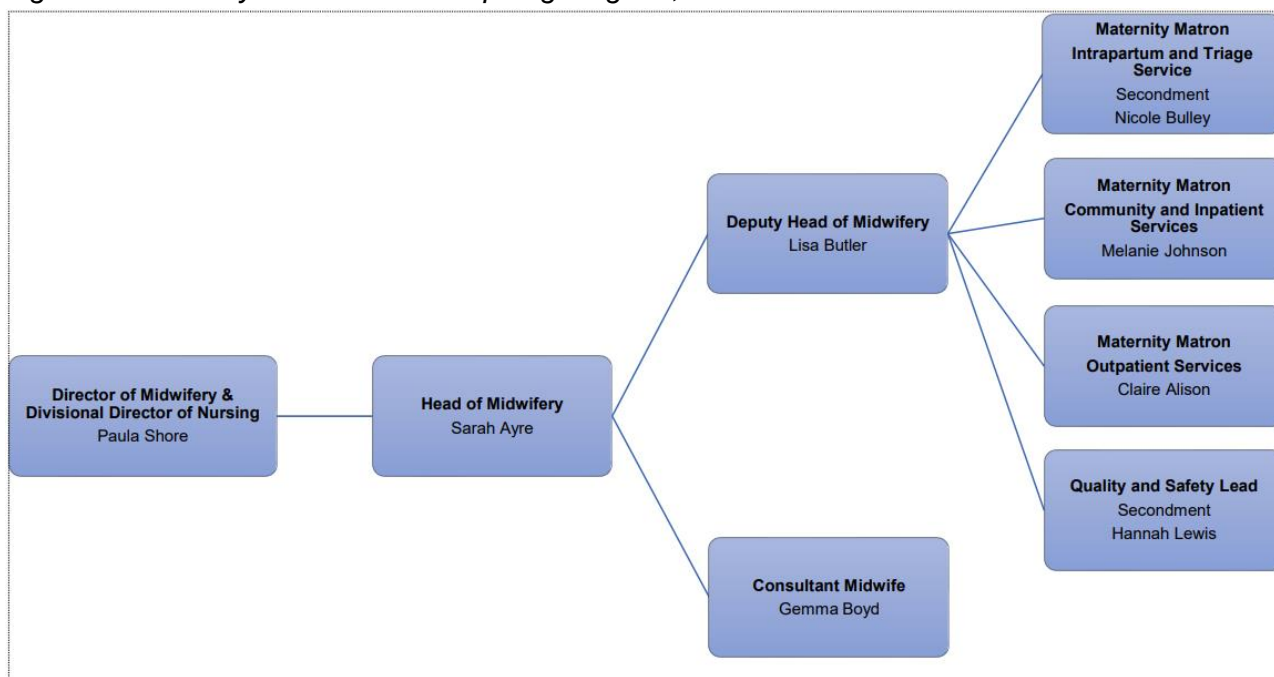 Director of Midwifery &
Divisional Director of Nursing
Paula Shore
Head of Midwifery
Sarah Ayre
Deputy Head of Midwifery
Lisa Butler
Consultant Midwife
Gemma Boyd
Maternity Matron
Intrapartum and Triage
Service
Secondment
Nicole Bulley
Maternity Matron
Community and Inpatient
Services
Melanie Johnson
Maternity Matron
Outpatient Services
Claire Alison
Quality and Safety Lead
Secondment
Hannah Lewis